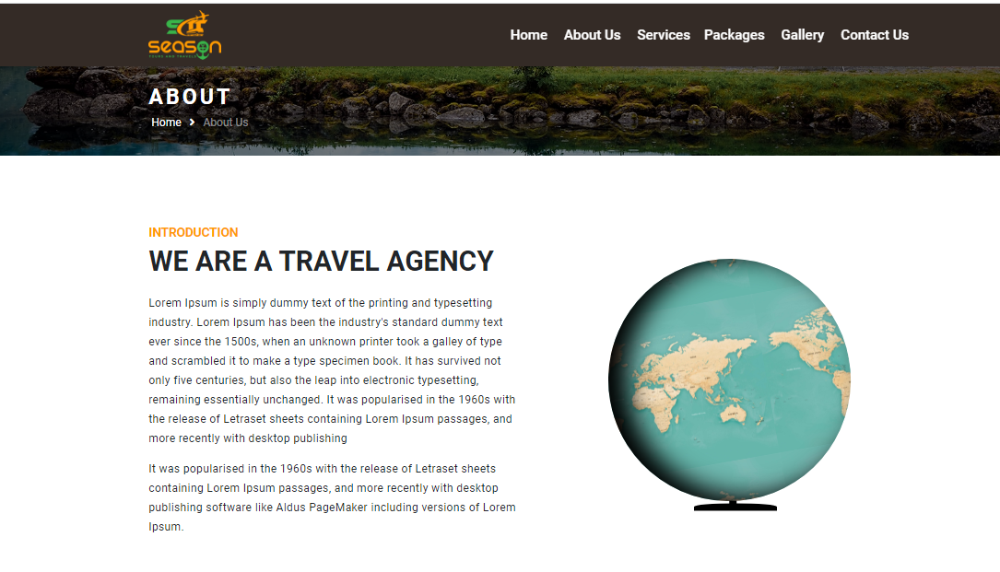 season
TOURS AND TRAVELS
Home About Us Services Packages Gallery Contact Us
ABOUT
Home > About Us
INTRODUCTION
WE ARE A TRAVEL AGENCY
Lorem Ipsum is simply dummy text of the printing and typesetting
industry. Lorem Ipsum has been the industry's standard dummy text
ever since the 1500s, when an unknown printer took a galley of type
and scrambled it to make a type specimen book. It has survived not
only five centuries, but also the leap into electronic typesetting,
remaining essentially unchanged. It was popularised in the 1960s with
the release of Letraset sheets containing Lorem Ipsum passages, and
more recently with desktop publishing
It was popularised in the 1960s with the release of Letraset sheets
containing Lorem Ipsum passages, and more recently with desktop
publishing software like Aldus PageMaker including versions of Lorem
Ipsum.